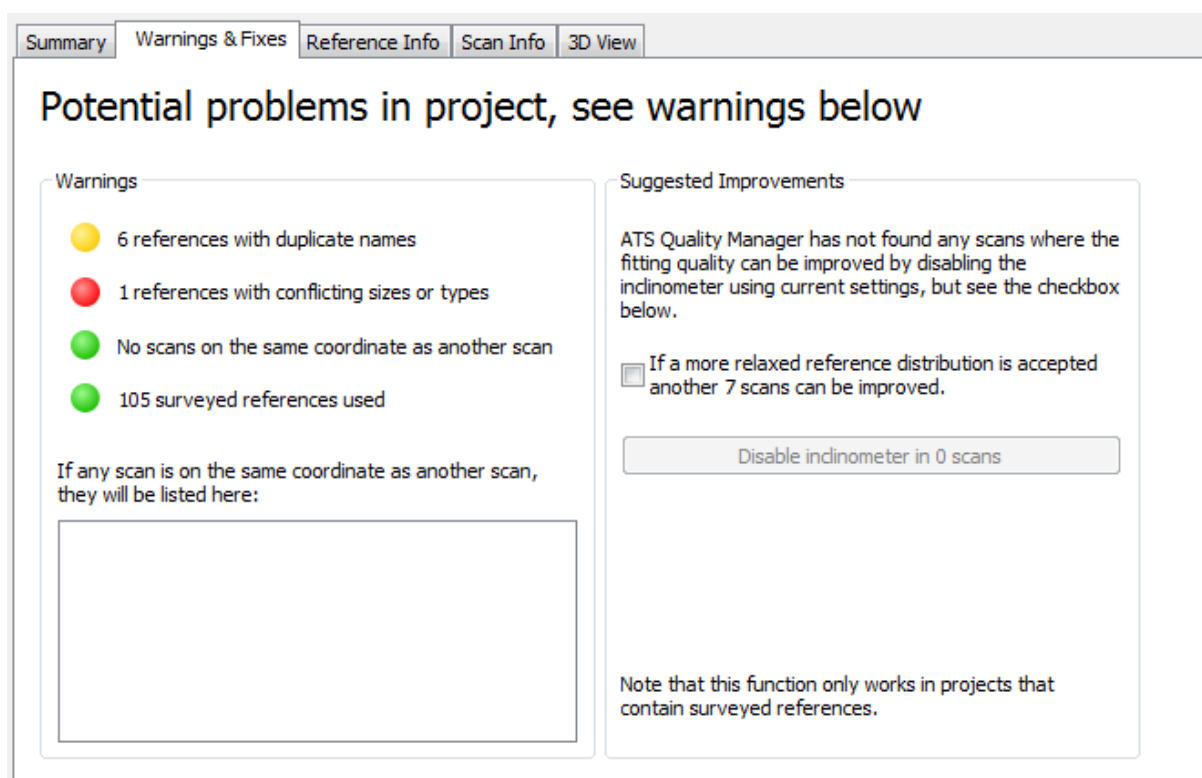 Summary
Warnings & Fixes
Reference Info
Scan Info
3D View
Potential problems in project, see warnings below
Warnings
6 references with duplicate names
1 references with conflicting sizes or types
No scans on the same coordinate as another scan
105 surveyed references used
If any scan is on the same coordinate as another scan,
they will be listed here:
Suggested Improvements
ATS Quality Manager has not found any scans where the
fitting quality can be improved by disabling the
inclinometer using current settings, but see the checkbox
below.
If a more relaxed reference distribution is accepted
another 7 scans can be improved.
Disable inclinometer in 0 scans
Note that this function only works in projects that
contain surveyed references.